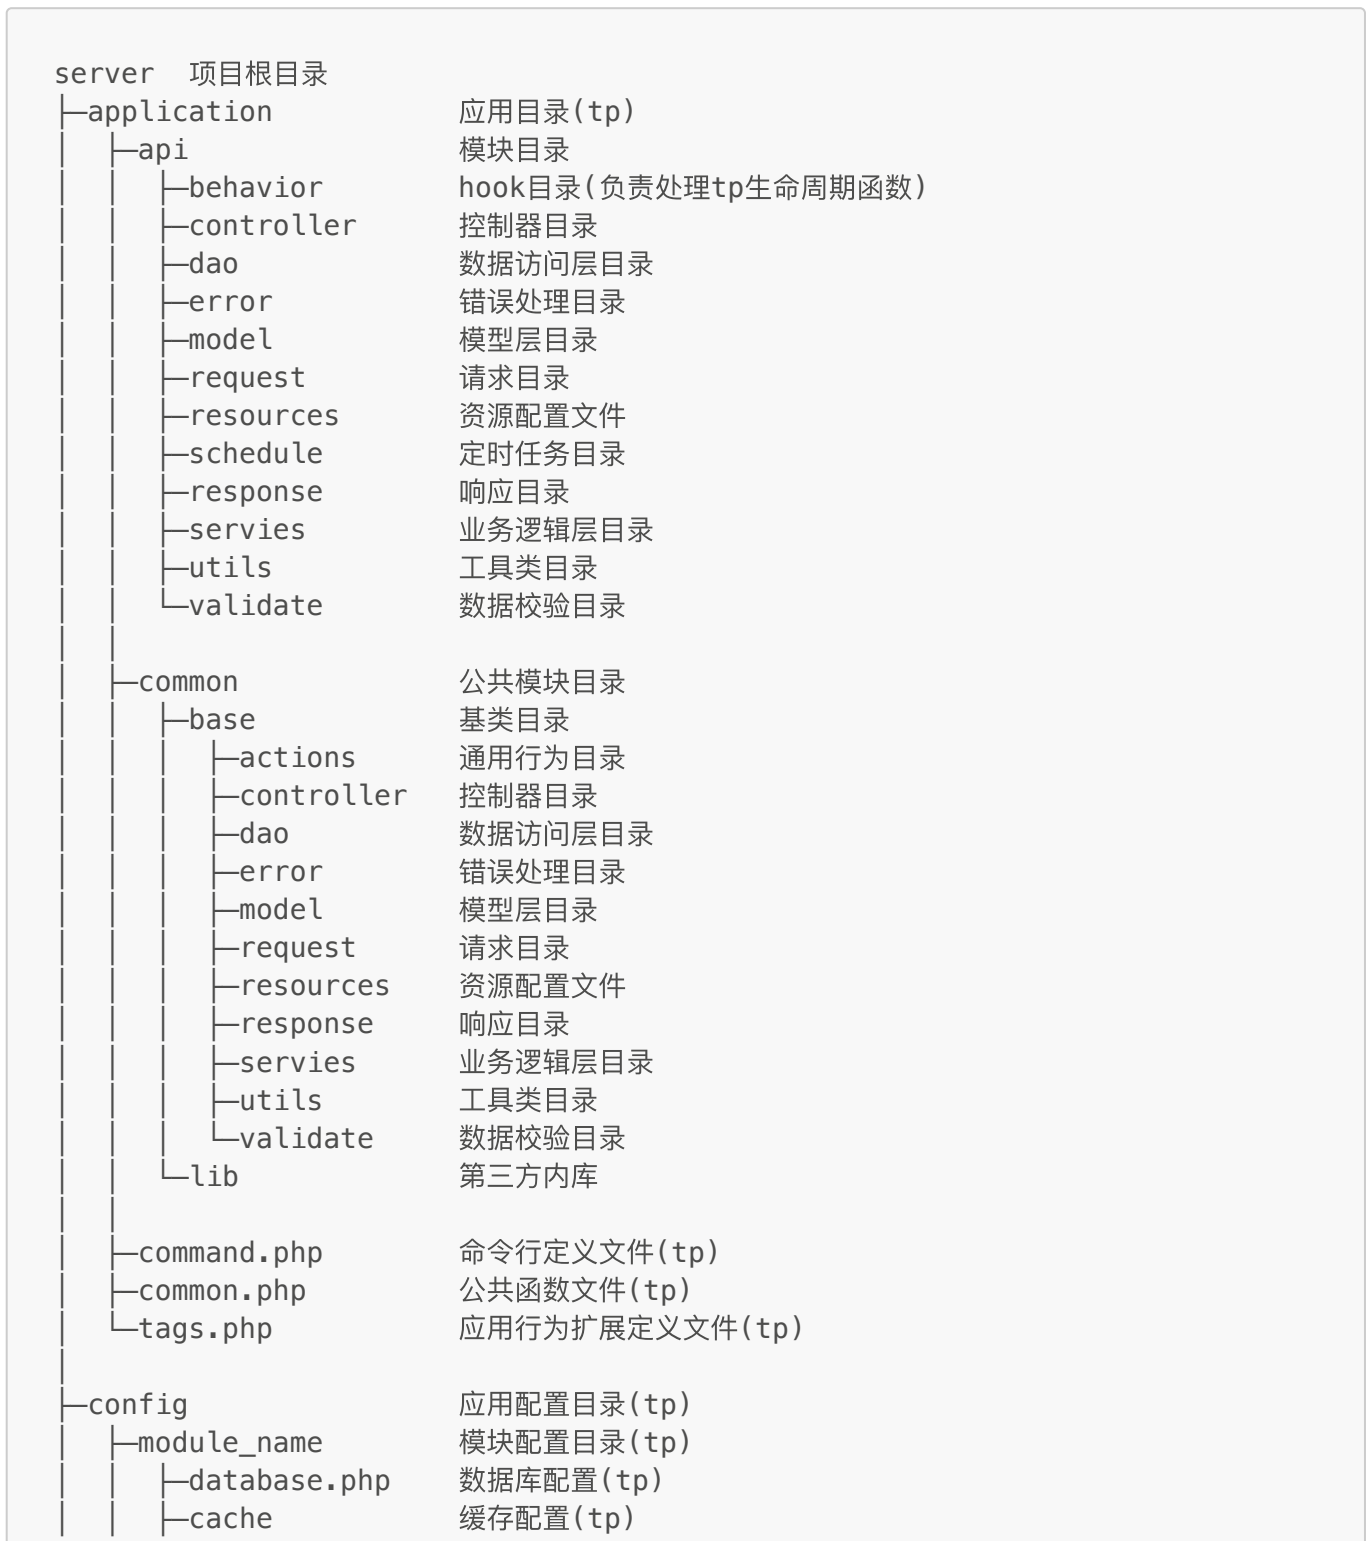 server  项目根目录
├─application           应用目录(tp)
│  ├─api                模块目录
│  │  ├─behavior        hook目录(负责处理tp生命周期函数)
│  │  ├─controller      控制器目录
│  │  ├─dao             数据访问层目录
│  │  ├─error           错误处理目录
│  │  ├─model           模型层目录
│  │  ├─request         请求目录
│  │  ├─resources       资源配置文件
│  │  ├─schedule        定时任务目录
│  │  ├─response        响应目录
│  │  ├─servies         业务逻辑层目录
│  │  ├─utils           工具类目录
│  │  └─validate        数据校验目录
│  │
│  ├─common             公共模块目录
│  │  ├─base            基类目录
│  │  │  ├─actions      通用行为目录
│  │  │  ├─controller   控制器目录
│  │  │  ├─dao          数据访问层目录
│  │  │  ├─error        错误处理目录
│  │  │  ├─model        模型层目录
│  │  │  ├─request      请求目录
│  │  │  ├─resources    资源配置文件
│  │  │  ├─response     响应目录
│  │  │  ├─servies      业务逻辑层目录
│  │  │  ├─utils        工具类目录
│  │  │  └─validate     数据校验目录
│  │  └─lib             第三方内库
│  │
│  ├─command.php        命令行定义文件(tp)
│  ├─common.php         公共函数文件(tp)
│  └─tags.php           应用行为扩展定义文件(tp)
│
├─config                应用配置目录(tp)
│  ├─module_name        模块配置目录(tp)
│  │  ├─database.php    数据库配置(tp)
│  │  ├─cache           缓存配置(tp)